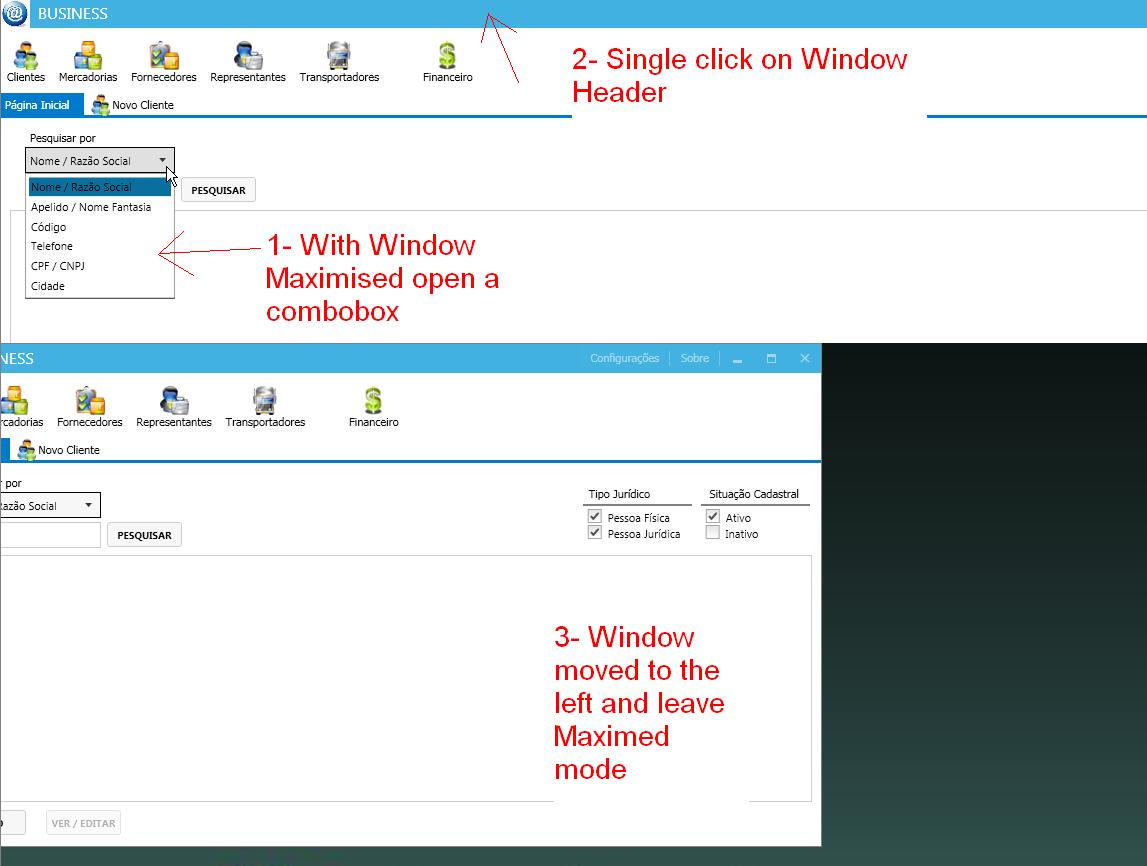 BUSINESS
2- Single click on Window
Header
Clientes Mercadorias Fornecedores Representantes Transportadores Financeiro
Página Inicial Novo Cliente
Pesquisar por
Nome / Razão Social
Nome / Razão Social
PESQUISAR
Apelido / Nome Fantasia
Código
Telefone
CPF / CNPJ
Cidade
1- With Window
Maximised open a
combobox
NESS Configurações Sobre
rcadorias Fornecedores Representantes Transportadores Financeiro
Novo Cliente
r por
azão Social
PESQUISAR
Tipo Jurídico Situação Cadastral
Pessoa Física Ativo
Pessoa Jurídica Inativo
3- Window
moved to the
left and leave
Maximed
mode
VER / EDITAR